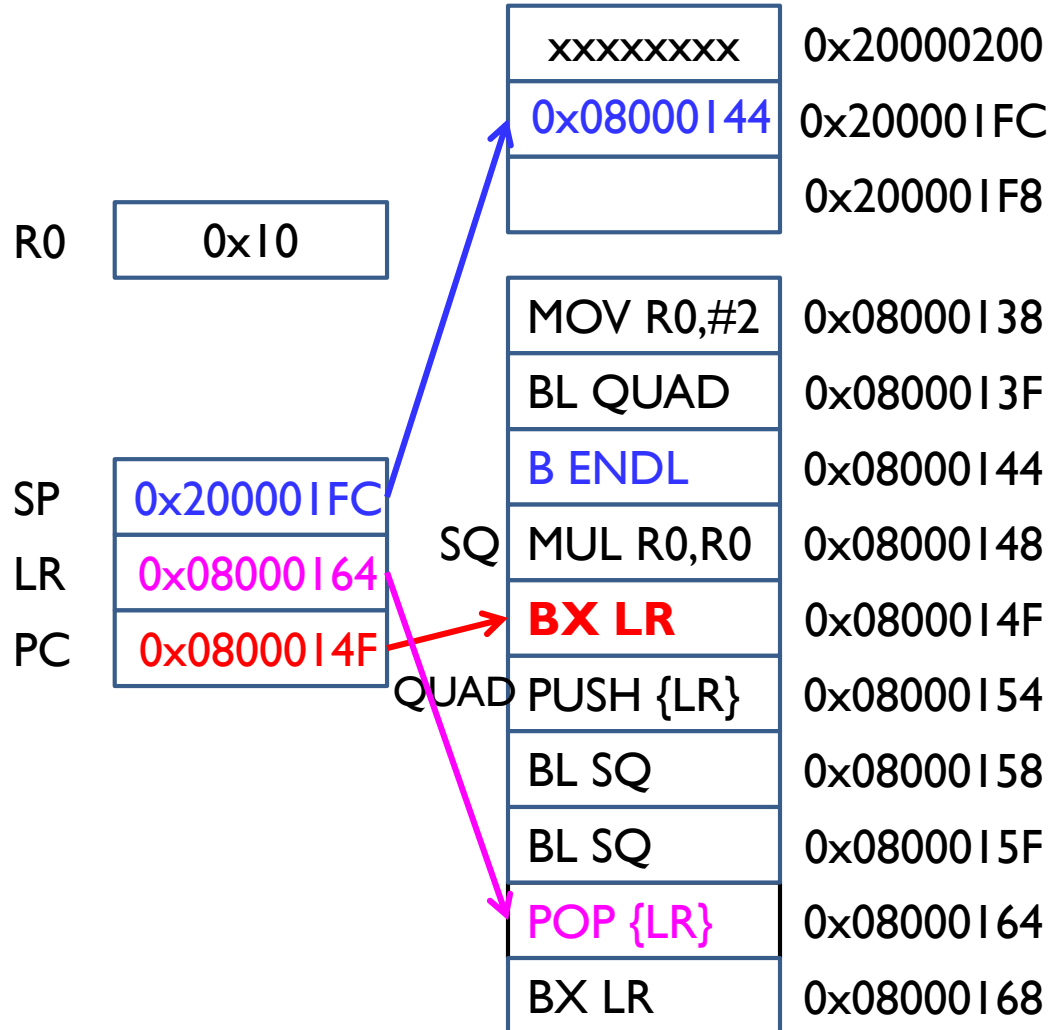 xxxxxxxx 0x20000200
0x08000144 0x200001FC
0x200001F8
R0 0x10
MOV R0,#2 0x08000138
BL QUAD 0x0800013F
B ENDL 0x08000144
SP 0x200001FC
SQ MUL R0,R0 0x08000148
LR 0x08000164
BX LR 0x0800014F
PC 0x0800014F
QUAD PUSH {LR} 0x08000154
BL SQ 0x08000158
BL SQ 0x0800015F
POP {LR} 0x08000164
BX LR 0x08000168